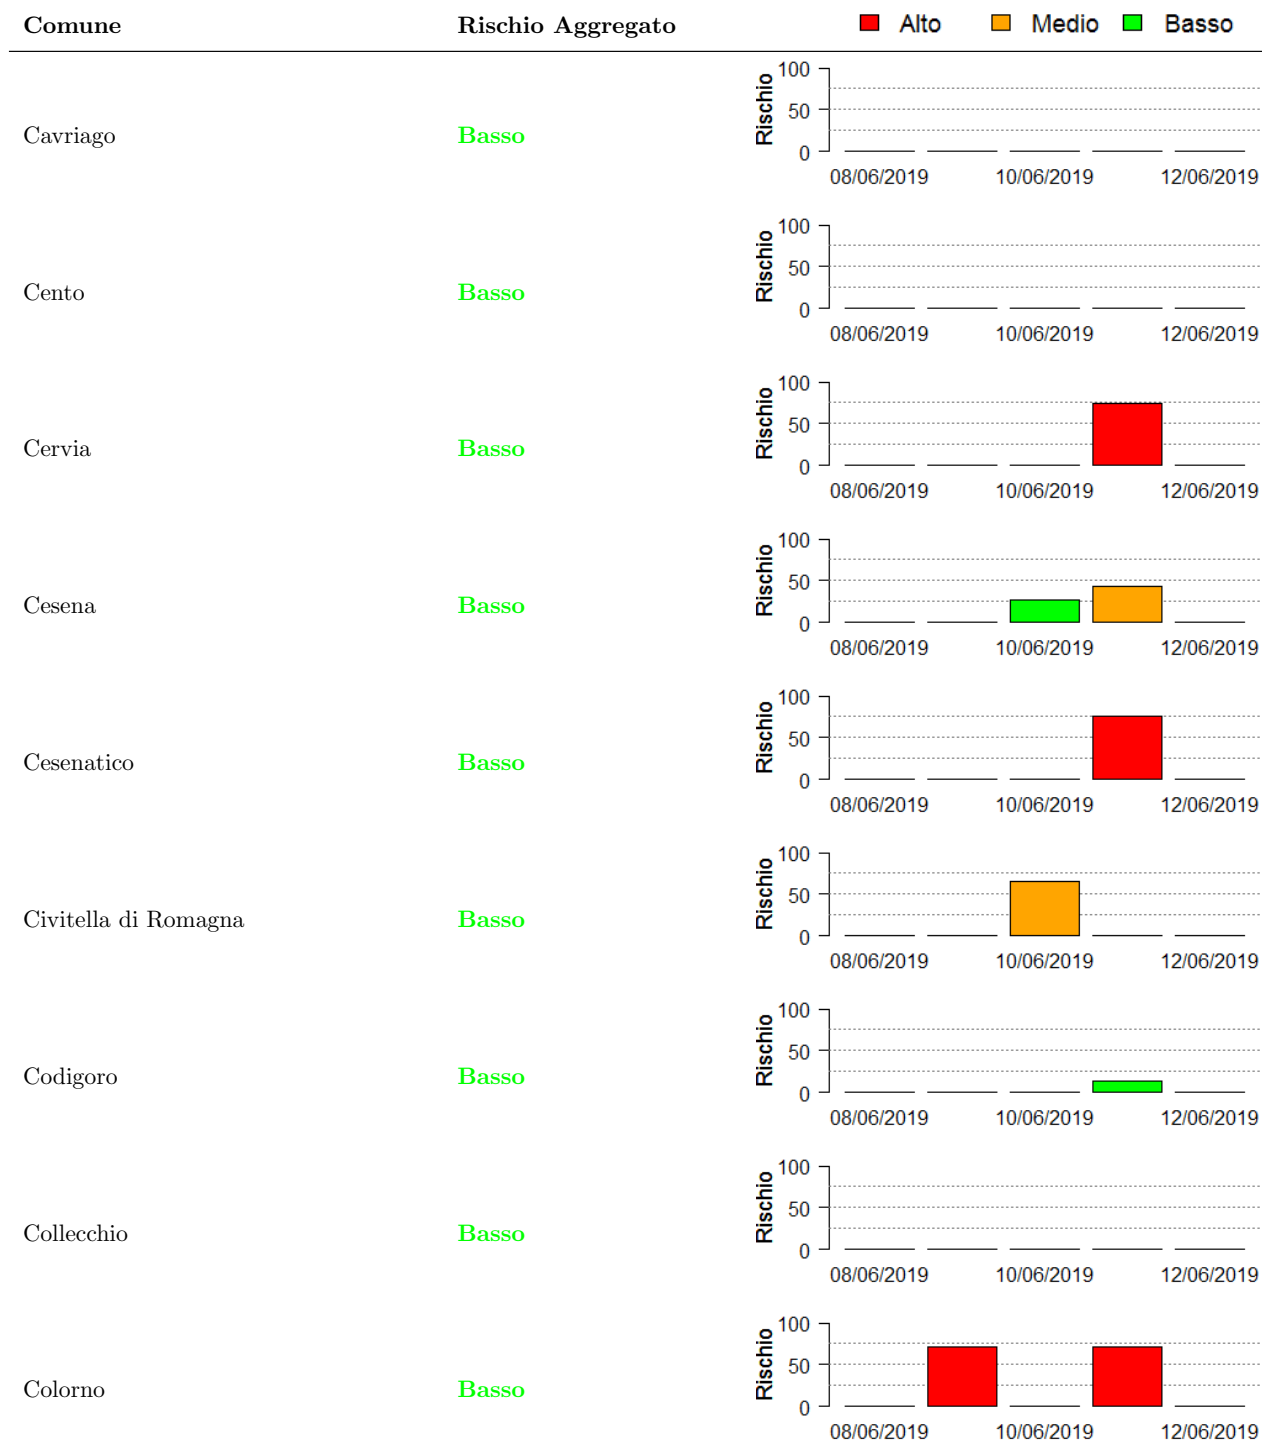 Comune Rischio Aggregato Alto Medio Basso
Cavriago Basso Rischio 100 50 0
08/06/2019 10/06/2019 12/06/2019
Cento Basso Rischio 100 50 0
08/06/2019 10/06/2019 12/06/2019
Cervia Basso Rischio 100 50 0
08/06/2019 10/06/2019 12/06/2019
Cesena Basso Rischio 100 50 0
08/06/2019 10/06/2019 12/06/2019
Cesenatico Basso Rischio 100 50 0
08/06/2019 10/06/2019 12/06/2019
Civitella di Romagna Basso Rischio 100 50 0
08/06/2019 10/06/2019 12/06/2019
Codigoro Basso Rischio 100 50 0
08/06/2019 10/06/2019 12/06/2019
Collecchio Basso Rischio 100 50 0
08/06/2019 10/06/2019 12/06/2019
Colorno Basso Rischio 100 50 0
08/06/2019 10/06/2019 12/06/2019